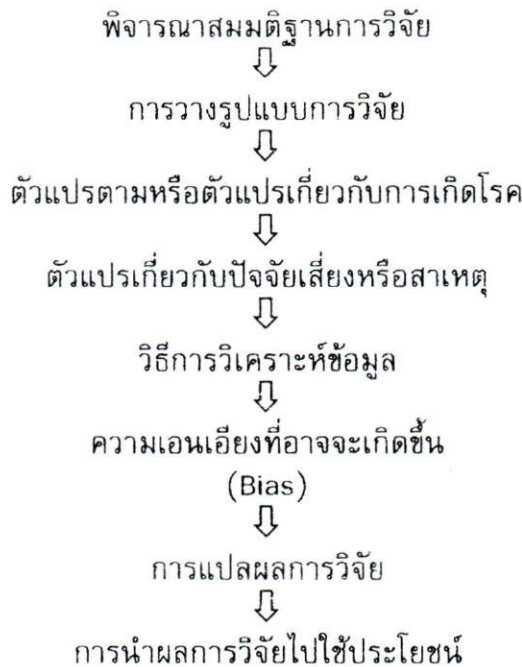 พิจารณาสมมติฐานการวิจัย
การวางรูปแบบการวิจัย
ตัวแปรตามหรือตัวแปรเกี่ยวกับการเกิดโรค
ตัวแปรเกี่ยวกับปัจจัยเสี่ยงหรือสาเหตุ
วิธีการวิเคราะห์ข้อมูล
ความเอนเอียงที่อาจจะเกิดขึ้น
(Bias)
การแปลผลการวิจัย
การนำผลการวิจัยไปใช้ประโยชน์